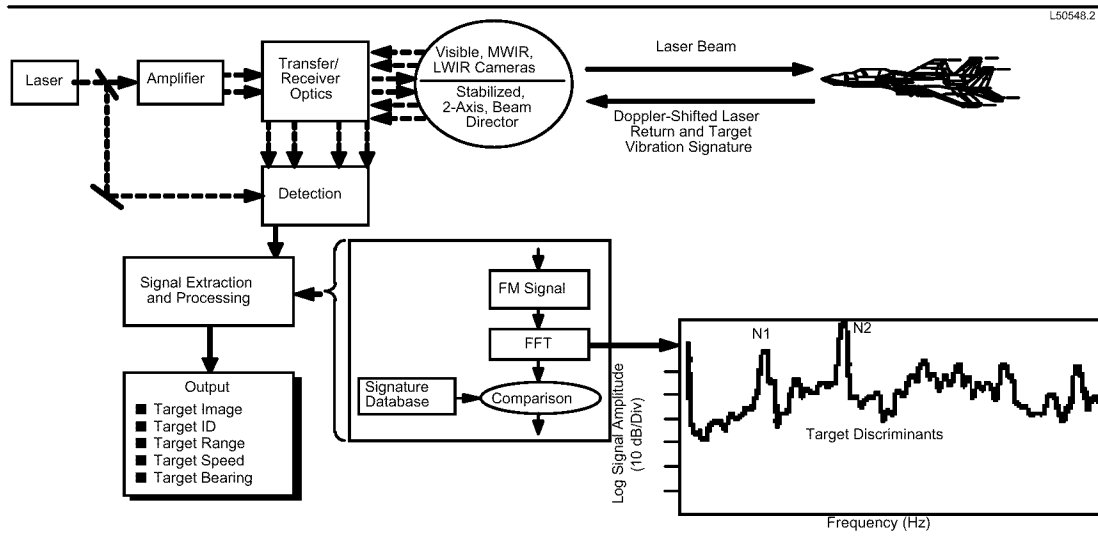 L50548.2
Laser
Amplifier
Transfer/
Receiver
Optics
Visible, MWIR,
LWIR Cameras
Stabilized,
2-Axis, Beam
Director
Laser Beam
Doppler-Shifted Laser
Return and Target
Vibration Signature
Detection
Signal Extraction
and Processing
FM Signal
FFT
Signature
Database
Comparison
Output
Target Image
Target ID
Target Range
Target Speed
Target Bearing
Log Signal Amplitude
(10 dB/Div)
N1
N2
Target Discriminants
Frequency (Hz)